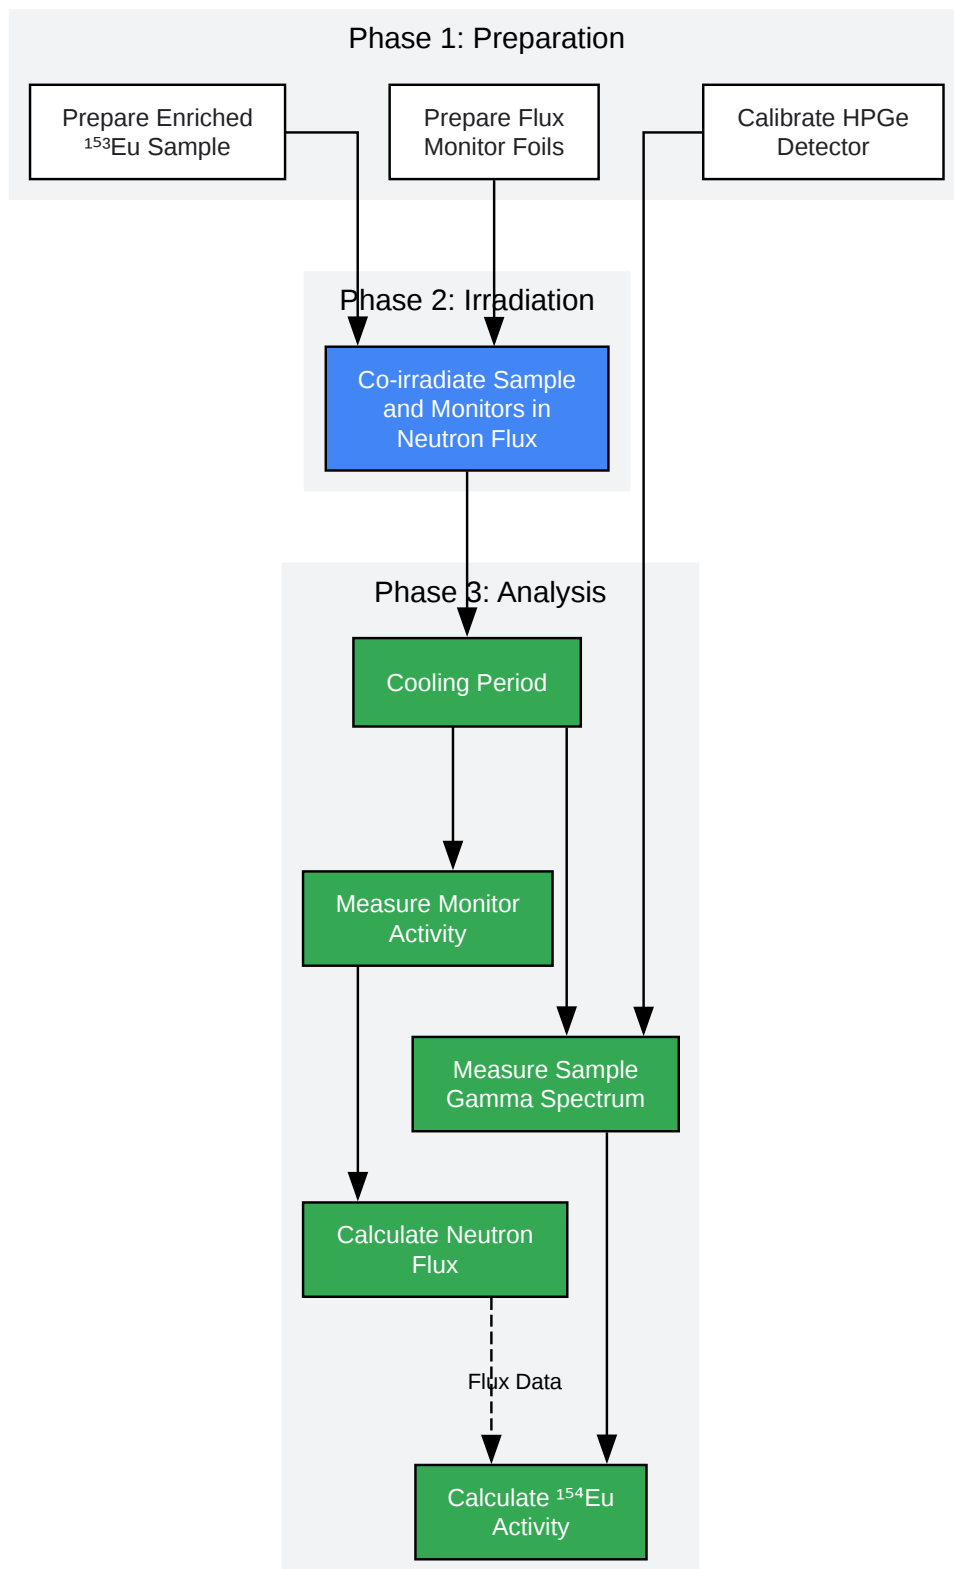 Phase 1: Preparation
Prepare Enriched
¹⁵³Eu Sample
Prepare Flux
Monitor Foils
Calibrate HPGe
Detector
Phase 2: Irradiation
Co-irradiate Sample
and Monitors in
Neutron Flux
Phase 3: Analysis
Cooling Period
Measure Monitor
Activity
Measure Sample
Gamma Spectrum
Calculate Neutron
Flux
Flux Data
Calculate ¹⁵⁴Eu
Activity